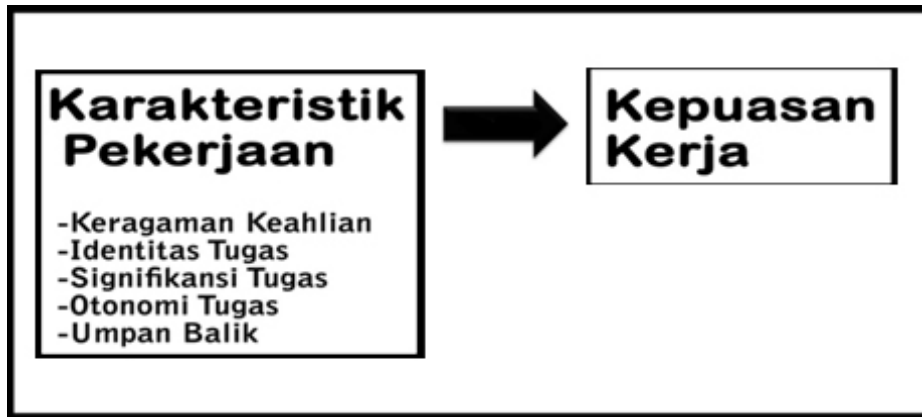 Karakteristik
Pekerjaan
-Keragaman Keahlian
-Identitas Tugas
-Signifikansi Tugas
-Otonomi Tugas
-Umpan Balik
Kepuasan
Kerja